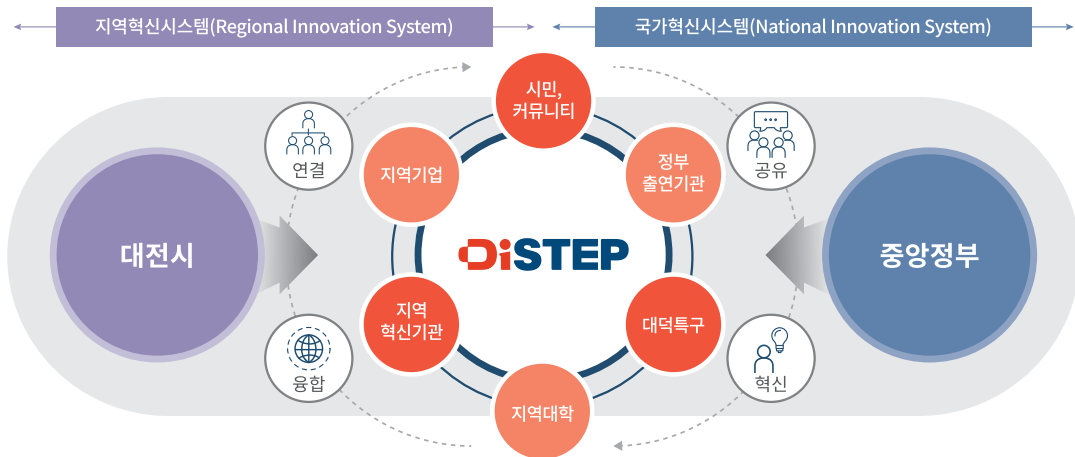 지역혁신시스템(Regional Innovation System)
국가혁신시스템(National Innovation System)
시민,
커뮤니티
연결
지역기업
정부
출연기관
공유
대전시
DiSTEP
중앙정부
지역
혁신기관
대덕특구
융합
지역대학
혁신